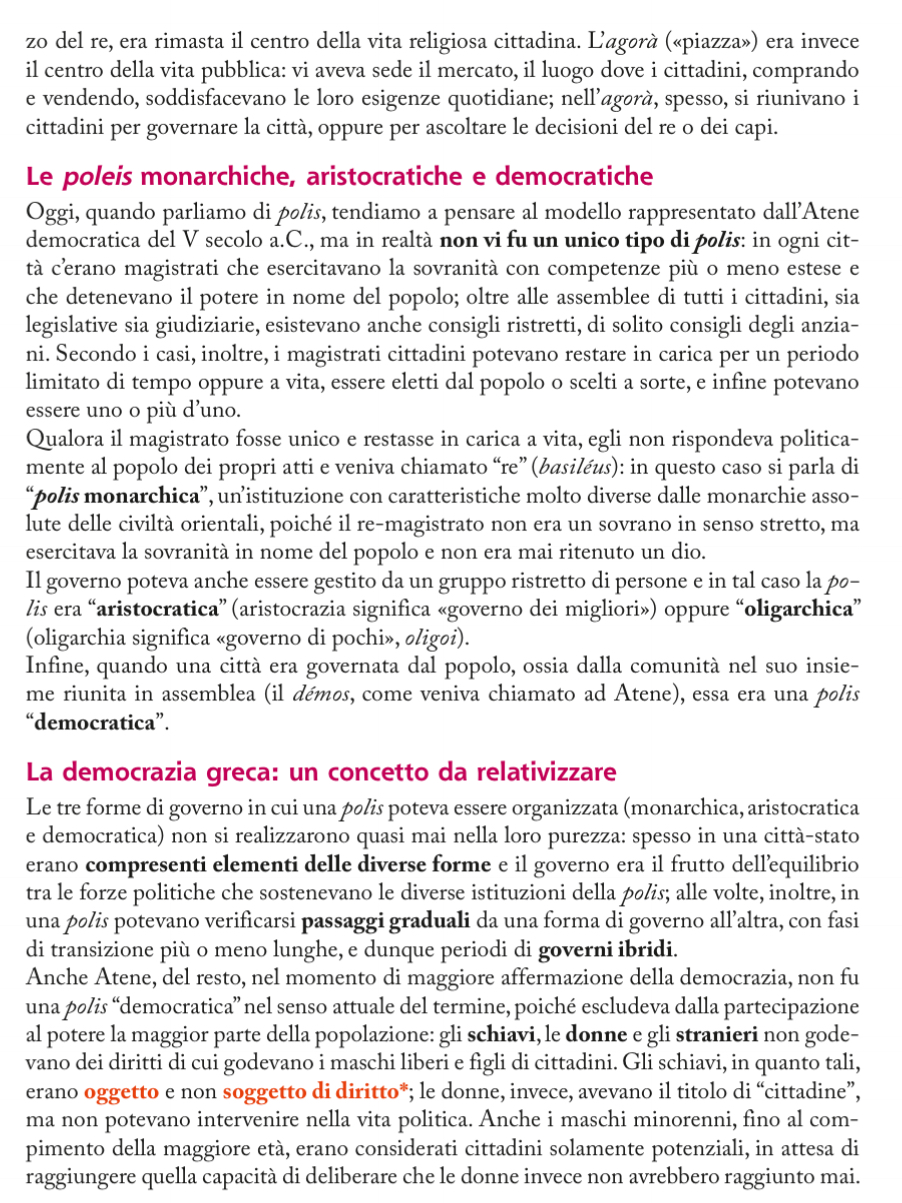 zo del re, era rimasta il centro della vita religiosa cittadina. L'agorà («piazza») era invece
il centro della vita pubblica: vi aveva sede il mercato, il luogo dove i cittadini, comprando
e vendendo, soddisfacevano le loro esigenze quotidiane; nell'agorà, spesso, si riunivano i
cittadini per governare la città, oppure per ascoltare le decisioni del re o dei capi.
Le poleis monarchiche, aristocratiche e democratiche
Oggi, quando parliamo di polis, tendiamo a pensare al modello rappresentato dall'Atene
democratica del V secolo a.C., ma in realtà non vi fu un unico tipo di polis: in ogni cit-
tà c'erano magistrati che esercitavano la sovranità con competenze più o meno estese e
che detenevano il potere in nome del popolo; oltre alle assemblee di tutti i cittadini, sia
legislative sia giudiziarie, esistevano anche consigli ristretti, di solito consigli degli anzia-
ni. Secondo i casi, inoltre, i magistrati cittadini potevano restare in carica per un periodo
limitato di tempo oppure a vita, essere eletti dal popolo o scelti a sorte, e infine potevano
essere uno o più d'uno.
Qualora il magistrato fosse unico e restasse in carica a vita, egli non rispondeva politica-
mente al popolo dei propri atti e veniva chiamato "re" (basiléus): in questo caso si parla di
"polis monarchica", un'istituzione con caratteristiche molto diverse dalle monarchie asso-
lute delle civiltà orientali, poiché il re-magistrato non era un sovrano in senso stretto, ma
esercitava la sovranità in nome del popolo e non era mai ritenuto un dio.
Il governo poteva anche essere gestito da un gruppo ristretto di persone e in tal caso la po-
lis era "aristocratica" (aristocrazia significa «governo dei migliori») oppure "oligarchica"
(oligarchia significa «governo di pochi», oligoi).
Infine, quando una città era governata dal popolo, ossia dalla comunità nel suo insie-
me riunita in assemblea (il démos, come veniva chiamato ad Atene), essa era una polis
"democratica".
La democrazia greca: un concetto da relativizzare
Le tre forme di governo in cui una polis poteva essere organizzata (monarchica, aristocratica
e democratica) non si realizzarono quasi mai nella loro purezza: spesso in una città-stato
erano compresenti elementi delle diverse forme e il governo era il frutto dell'equilibrio
tra le forze politiche che sostenevano le diverse istituzioni della polis; alle volte, inoltre, in
una polis potevano verificarsi passaggi graduali da una forma di governo all'altra, con fasi
di transizione più o meno lunghe, e dunque periodi di governi ibridi.
Anche Atene, del resto, nel momento di maggiore affermazione della democrazia, non fu
una polis "democratica" nel senso attuale del termine, poiché escludeva dalla partecipazione
al potere la maggior parte della popolazione: gli schiavi, le donne e gli stranieri non gode-
vano dei diritti di cui godevano i maschi liberi e figli di cittadini. Gli schiavi, in quanto tali,
erano oggetto e non soggetto di diritto*; le donne, invece, avevano il titolo di "cittadine",
ma non potevano intervenire nella vita politica. Anche i maschi minorenni, fino al com-
pimento della maggiore età, erano considerati cittadini solamente potenziali, in attesa di
raggiungere quella capacità di deliberare che le donne invece non avrebbero raggiunto mai.